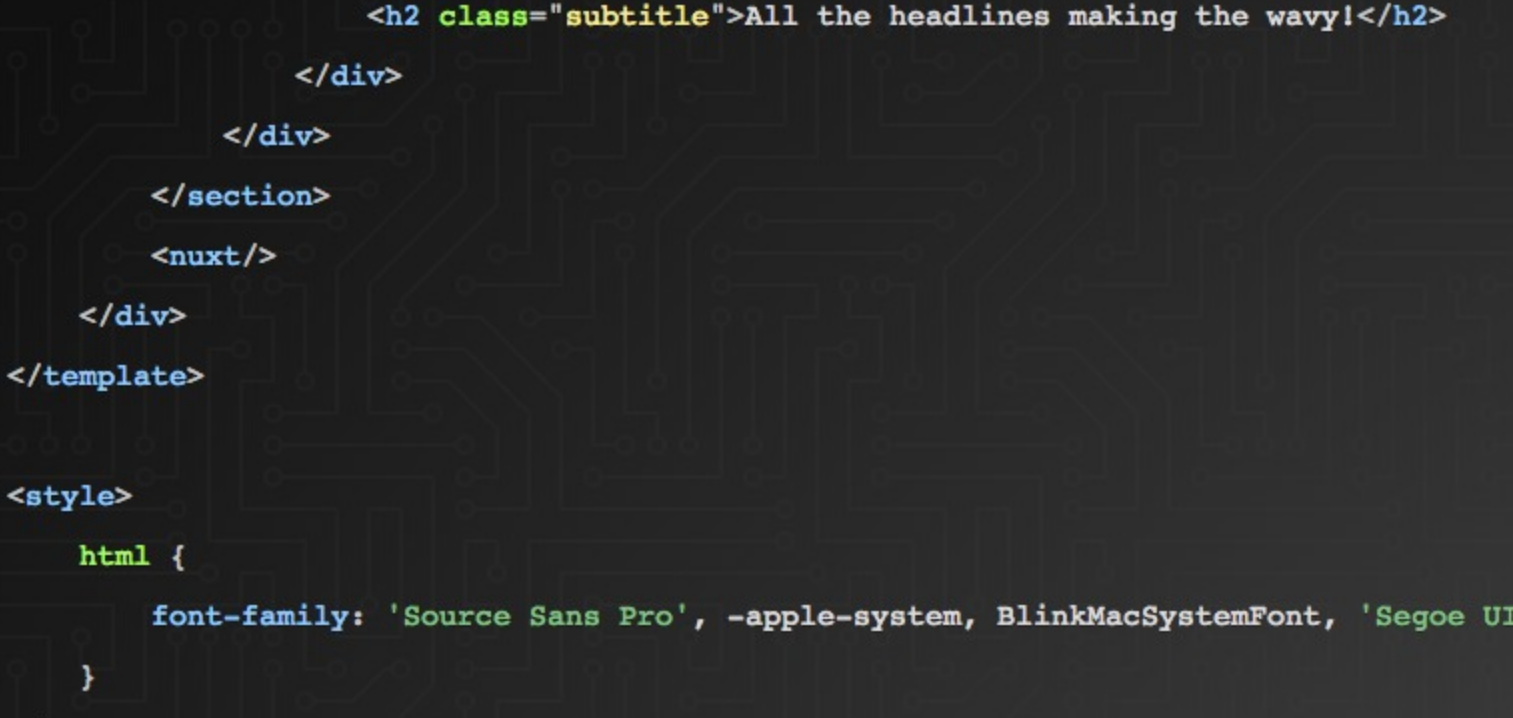 <h2 class="subtitle">All the headlines making the wavy!</h2>
</div>
</div>
</section>
<nuxt/>
</div>
</template>
<style>
html {
font-family: 'Source Sans Pro', -apple-system, BlinkMacSystemFont, 'Segoe UI
}